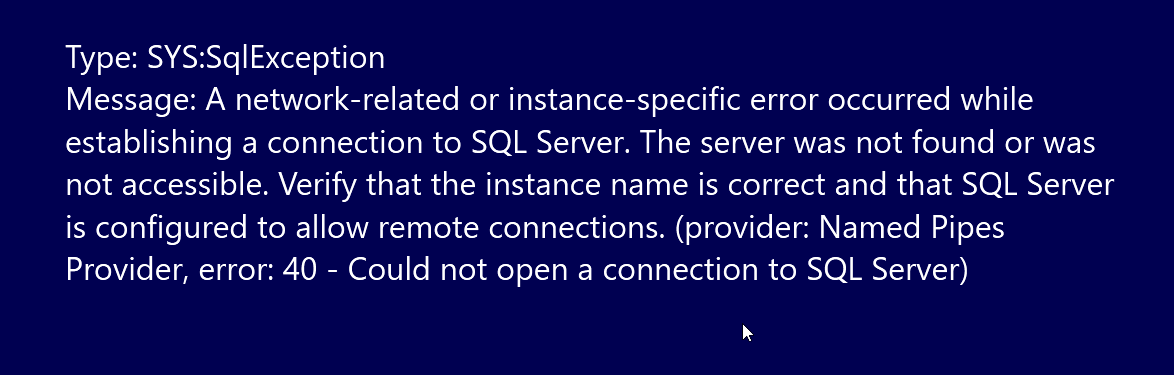 Type: SYS:SqlException
Message: A network-related or instance-specific error occurred while
establishing a connection to SQL Server. The server was not found or was
not accessible. Verify that the instance name is correct and that SQL Server
is configured to allow remote connections. (provider: Named Pipes
Provider, error: 40 - Could not open a connection to SQL Server)